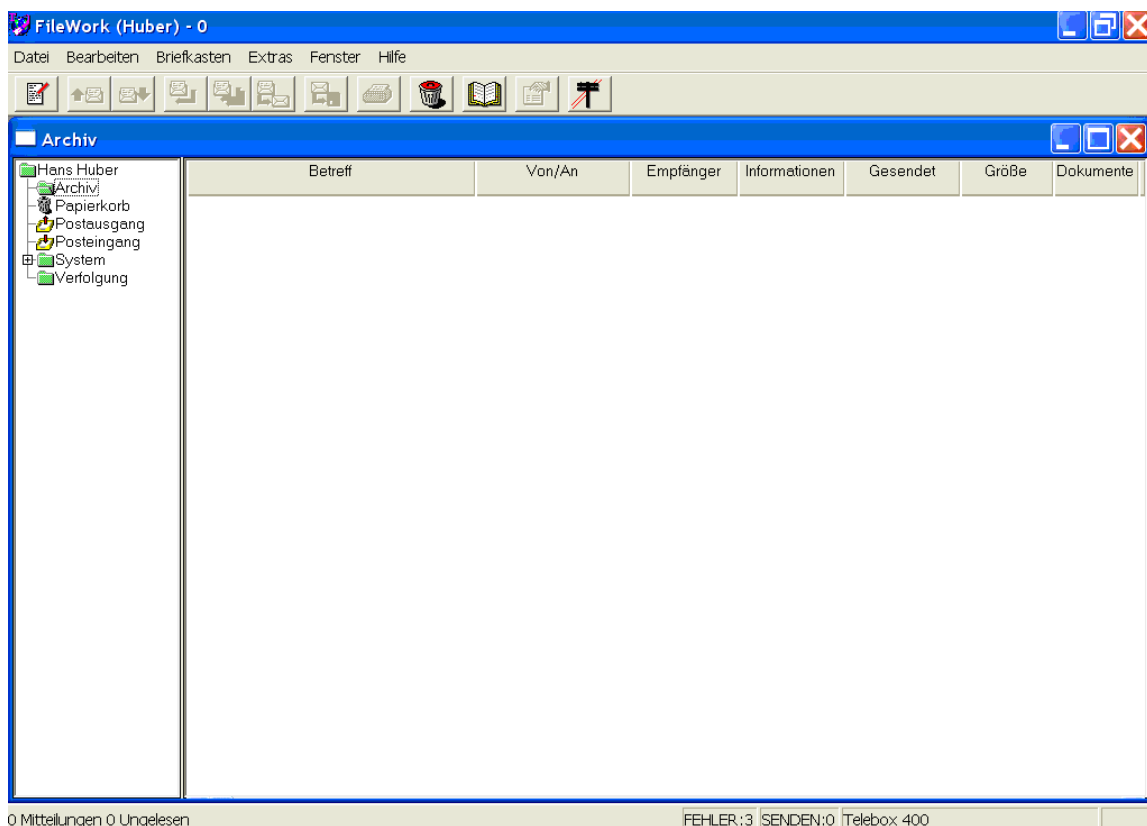 FileWork (Huber) - 0
Datei Bearbeiten Briefkasten Extras Fenster Hilfe
Archiv
Betreff Von/An Empfänger Informationen Gesendet Größe Dokumente
Hans Huber
Archiv
Papierkorb
Postausgang
Posteingang
System
Verfolgung
0 Mitteilungen 0 Ungelesen FEHLER:3 SENDEN:0 Telebox 400